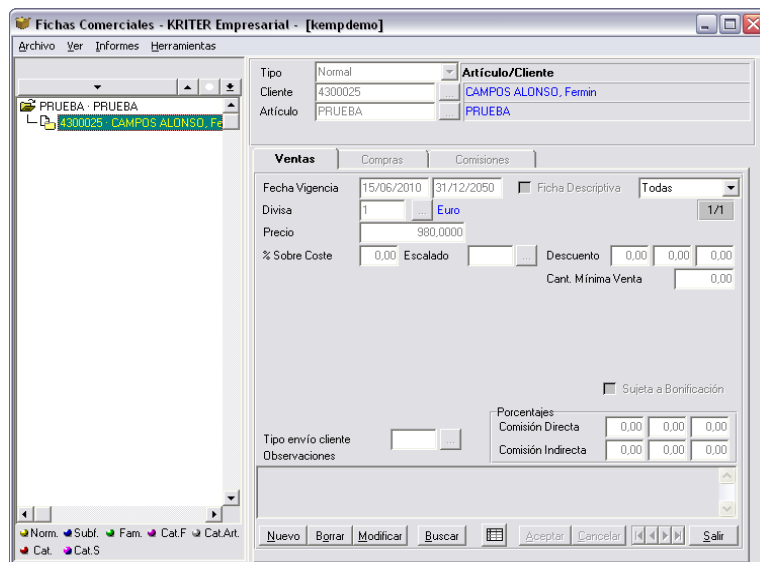 Fichas Comerciales - KRITER Empresarial - [kempdemo]
Archivo Ver Informes Herramientas
Tipo Normal Artículo/Cliente
Cliente 4300025 ... CAMPOS ALONSO, Fermin
Artículo PRUEBA ... PRUEBA
PRUEBA · PRUEBA
4300025 · CAMPOS ALONSO, Fe
Ventas Compras Comisiones
Fecha Vigencia 15/06/2010 31/12/2050 Ficha Descriptiva Todas
Divisa 1 ... Euro 1/1
Precio 980,0000
% Sobre Coste 0,00 Escalado ... Descuento 0,00 0,00 0,00
Cant. Mínima Venta 0,00
Sujeta a Bonificación
Porcentajes
Comisión Directa 0,00 0,00 0,00
Tipo envío cliente ...
Comisión Indirecta 0,00 0,00 0,00
Observaciones
Norm. Subf. Fam. Cat.F Cat.Art.
Cat. Cat.S
Nuevo Borrar Modificar Buscar Aceptar Cancelar Salir